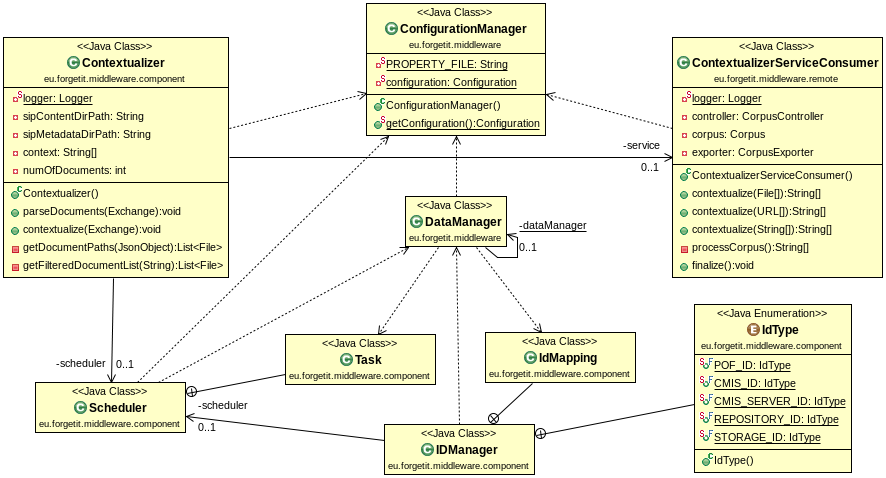 <<Java Class>>
ConfigurationManager
eu.forgetit.middleware
PROPERTY_FILE: String
configuration: Configuration
ConfigurationManager()
getConfiguration():Configuration
<<Java Class>>
Contextualizer
eu.forgetit.middleware.component
logger: Logger
sipContentDirPath: String
sipMetadataDirPath: String
context: String[]
numOfDocuments: int
Contextualizer()
parseDocuments(Exchange):void
contextualize(Exchange):void
getDocumentPaths(JsonObject):List<File>
getFilteredDocumentList(String):List<File>
<<Java Class>>
ContextualizerServiceConsumer
eu.forgetit.middleware.remote
logger: Logger
controller: CorpusController
corpus: Corpus
exporter: CorpusExporter
ContextualizerServiceConsumer()
contextualize(File[]):String[]
contextualize(URL[]):String[]
contextualize(String[]):String[]
processCorpus():String[]
finalize():void
-service
0..1
<<Java Class>>
DataManager
eu.forgetit.middleware
-dataManager
0..1
-scheduler
0..1
<<Java Class>>
Task
eu.forgetit.middleware.component
<<Java Class>>
IdMapping
eu.forgetit.middleware.component
<<Java Enumeration>>
IdType
eu.forgetit.middleware.component
POF_ID: IdType
CMIS_ID: IdType
CMIS_SERVER_ID: IdType
REPOSITORY_ID: IdType
STORAGE_ID: IdType
IdType()
<<Java Class>>
Scheduler
eu.forgetit.middleware.component
-scheduler
0..1
<<Java Class>>
IDManager
eu.forgetit.middleware.component